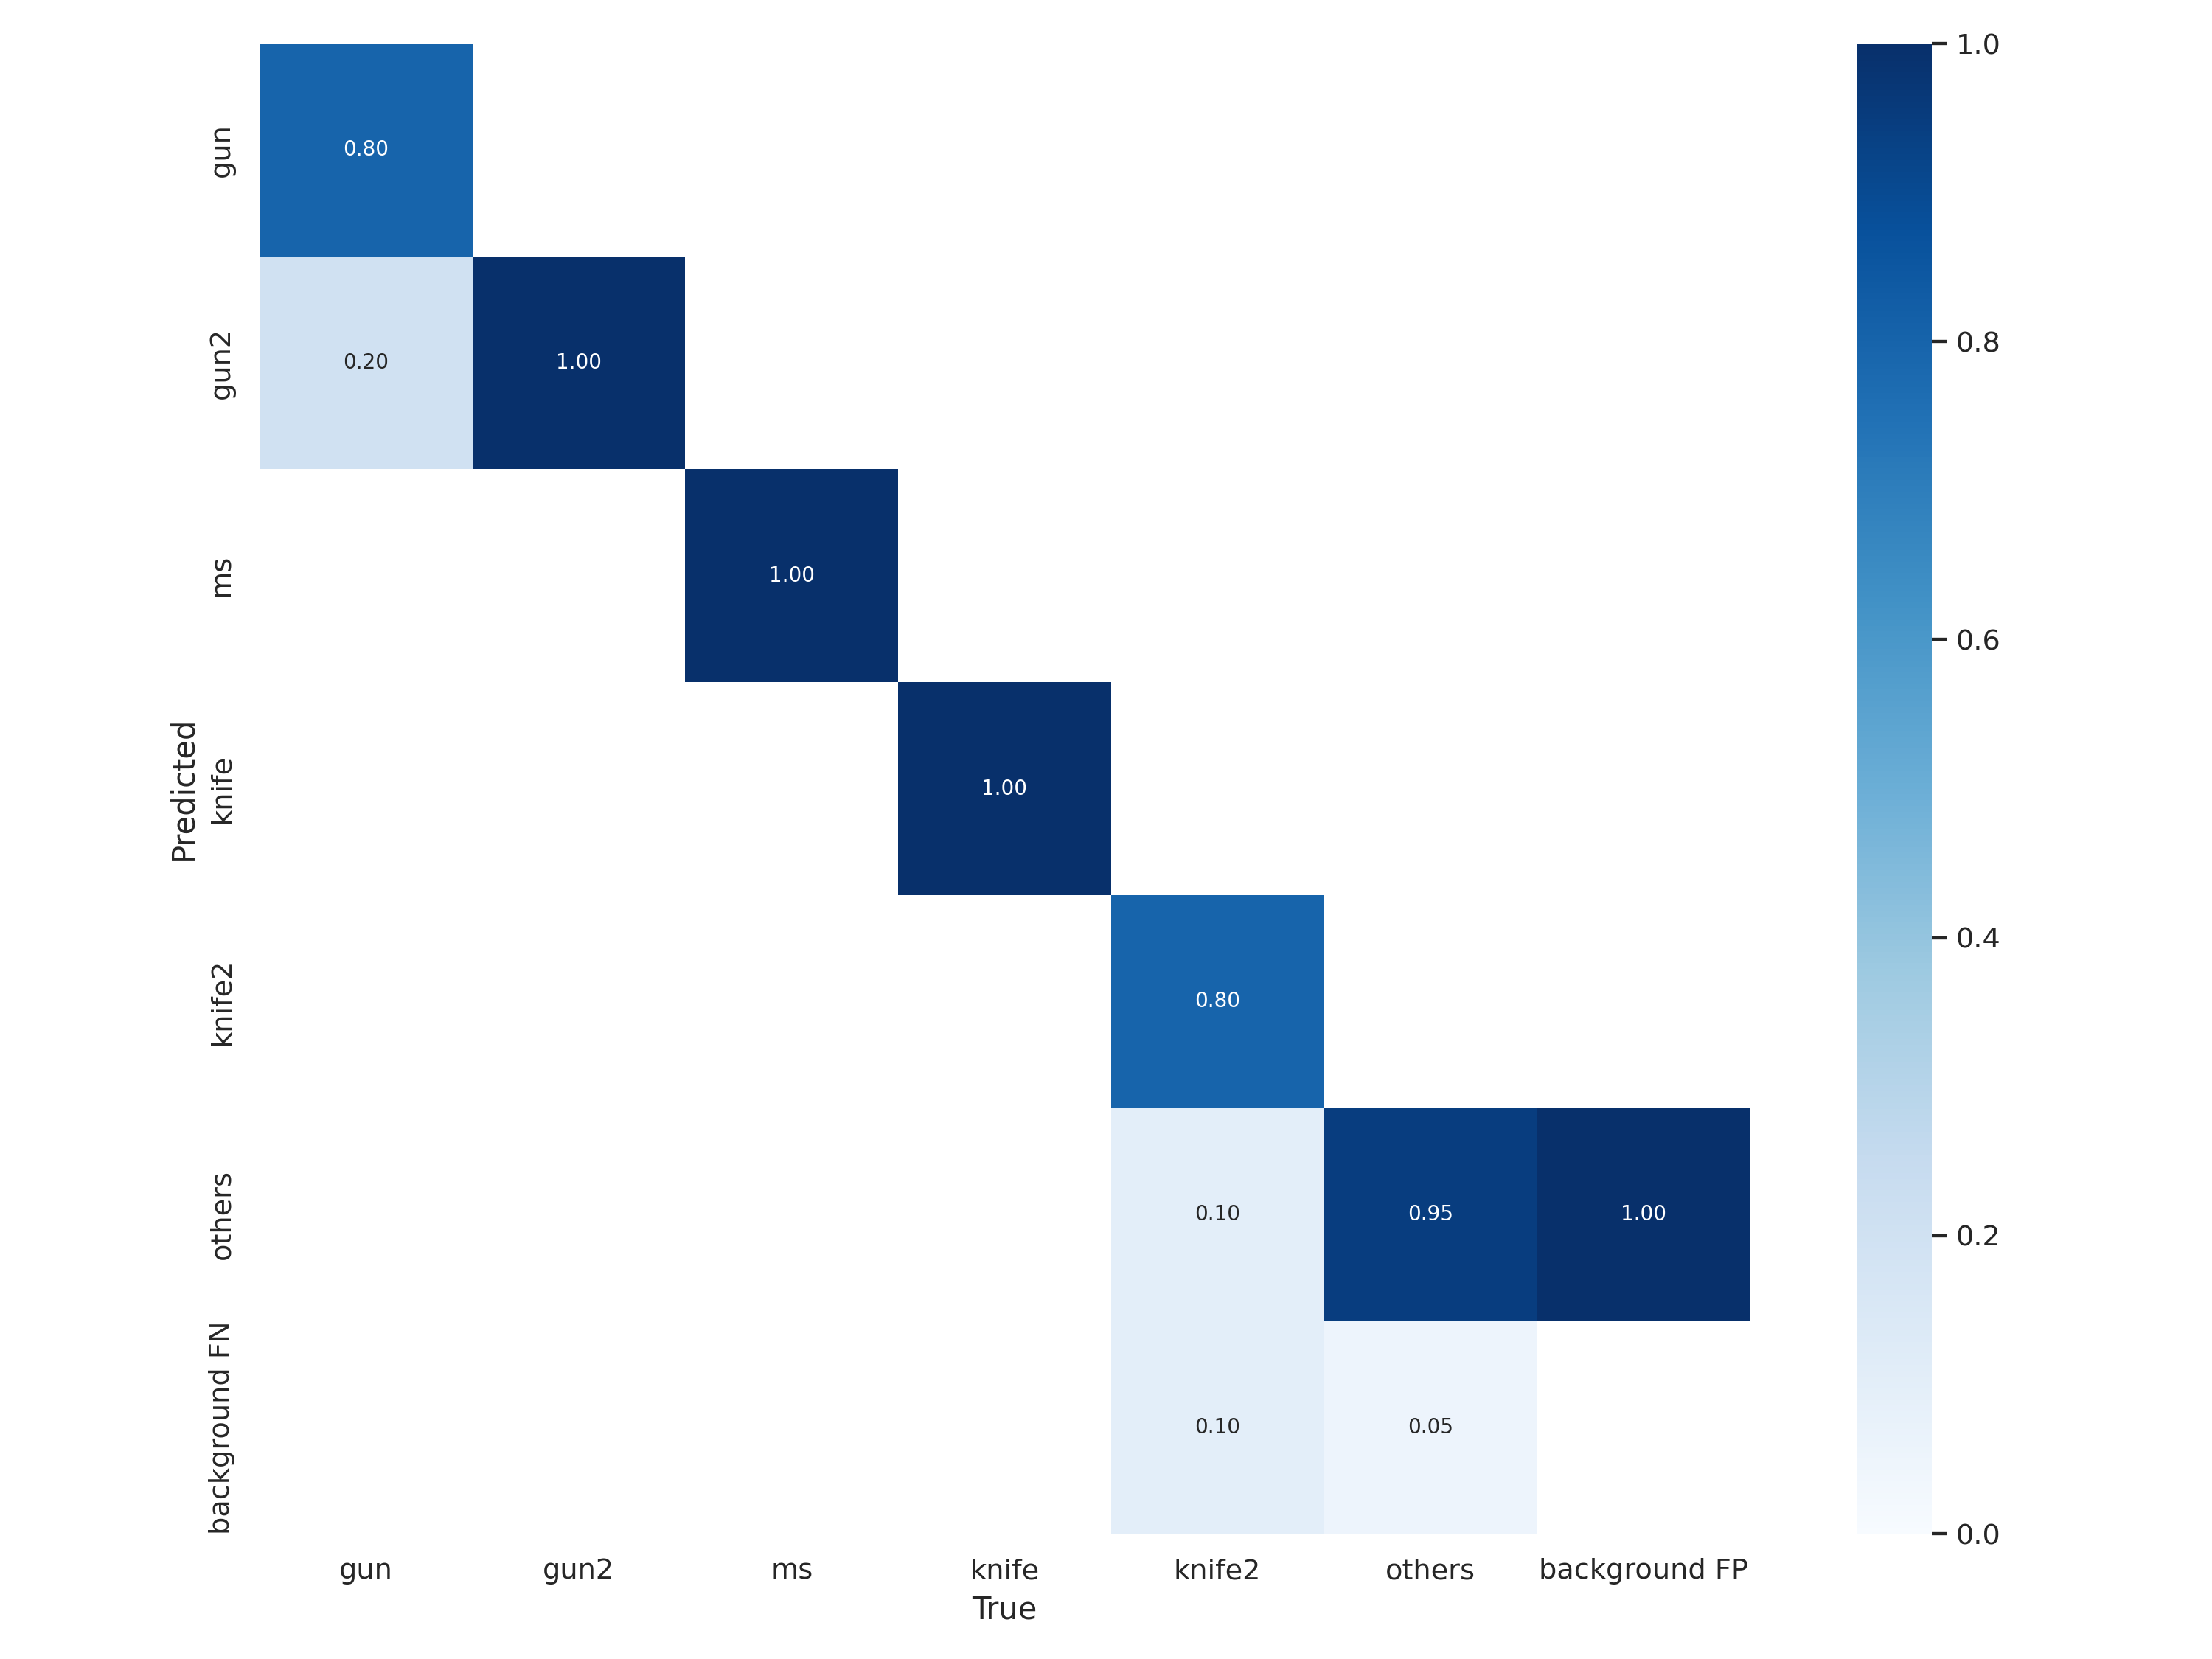 1.0
gun
0.80
0.8
gun2
0.20 1.00
ms
1.00
0.6
Predicted
knife
1.00
0.4
knife2
0.80
others
0.10 0.95 1.00
0.2
background FN
0.10 0.05
0.0
gun gun2 ms knife knife2 others background FP
True